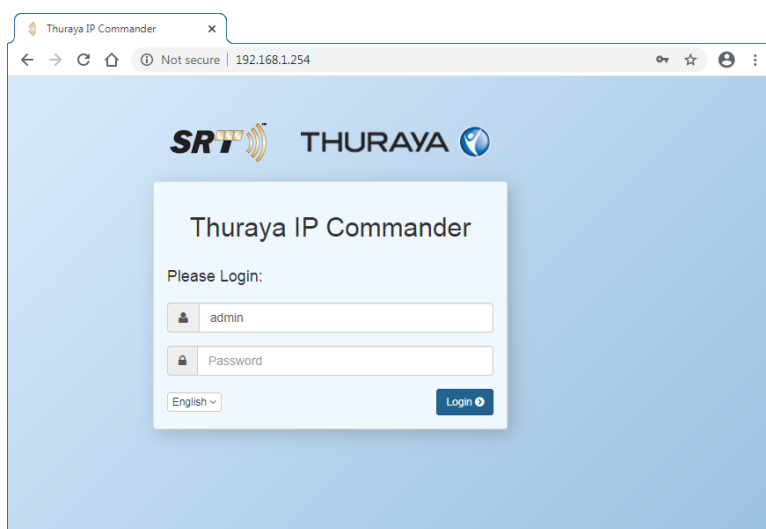 Thuraya IP Commander
Not secure | 192.168.1.254
SRT™ THURAYA
Thuraya IP Commander
Please Login:
admin
Password
English
Login